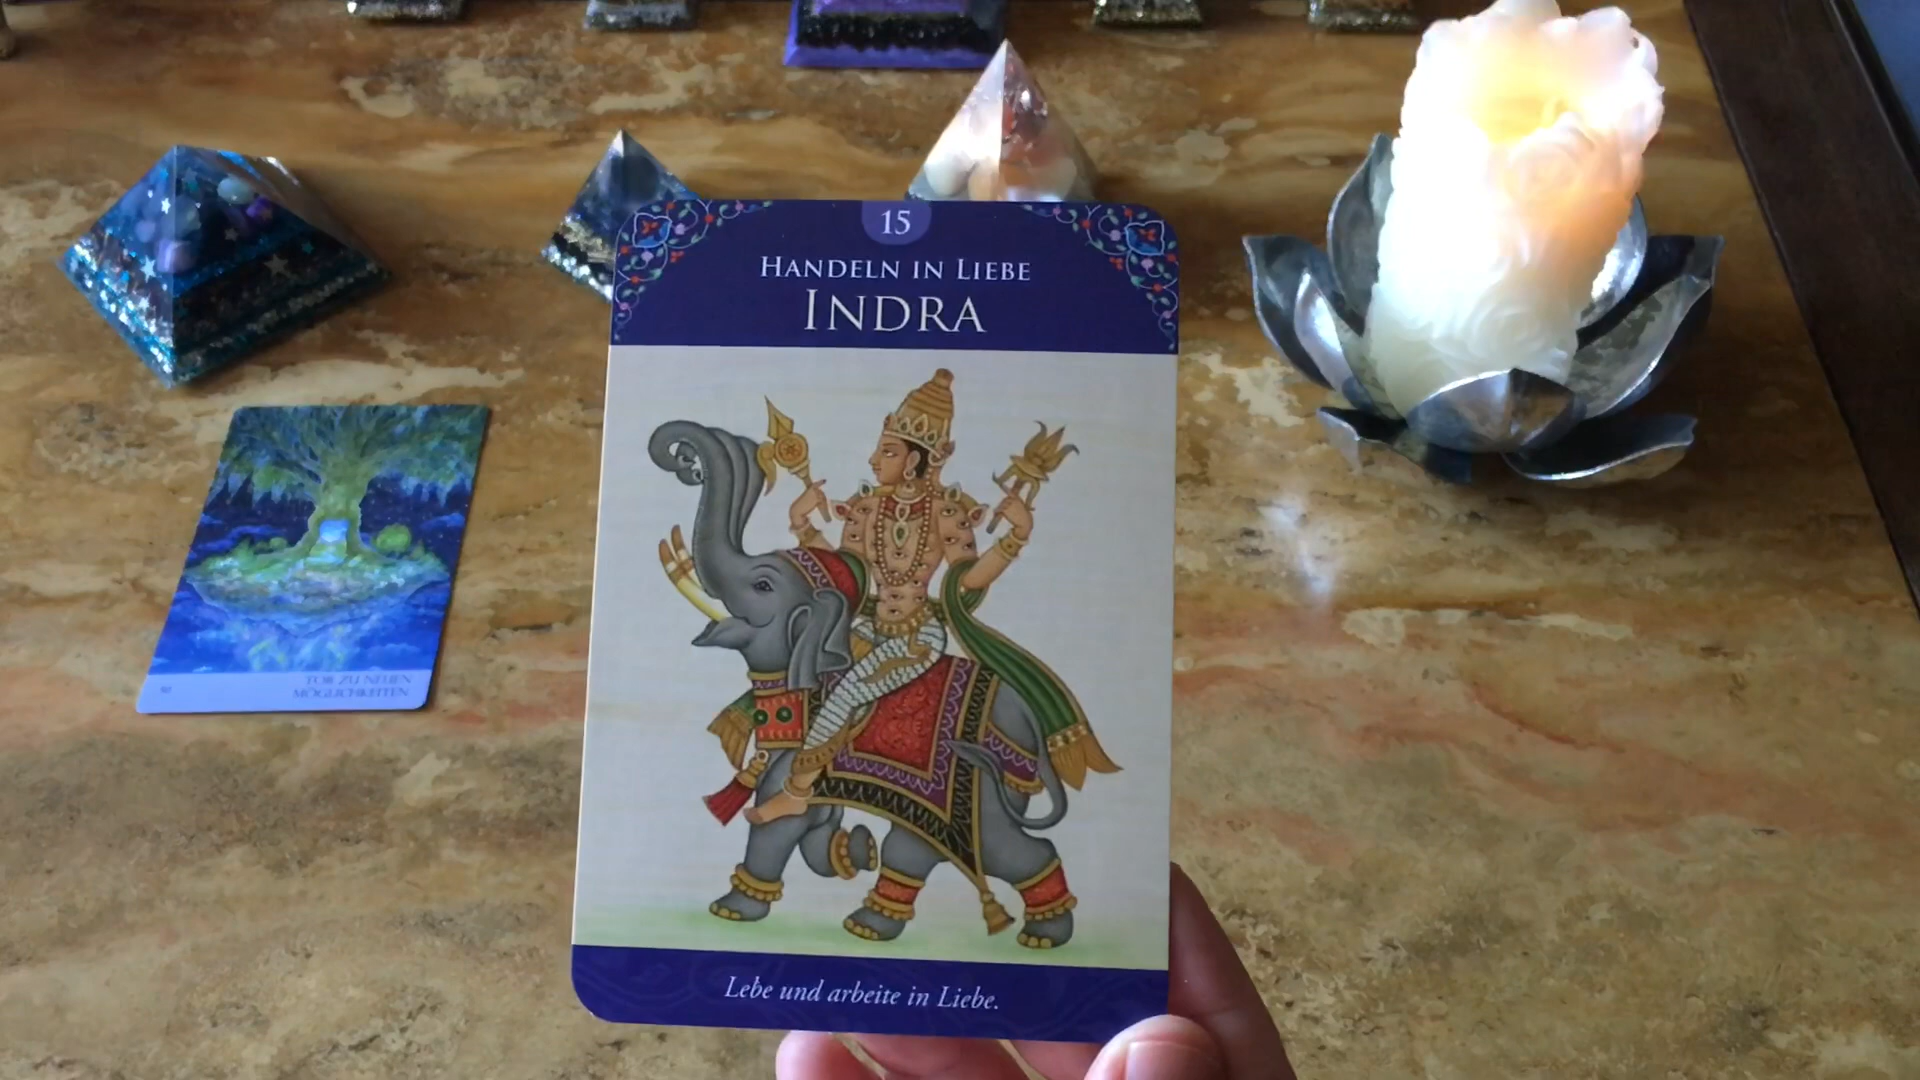 15
HANDELN IN LIEBE
INDRA
Lebe und arbeite in Liebe.
TOR ZU NEUEN
MÖGLICHKEITEN